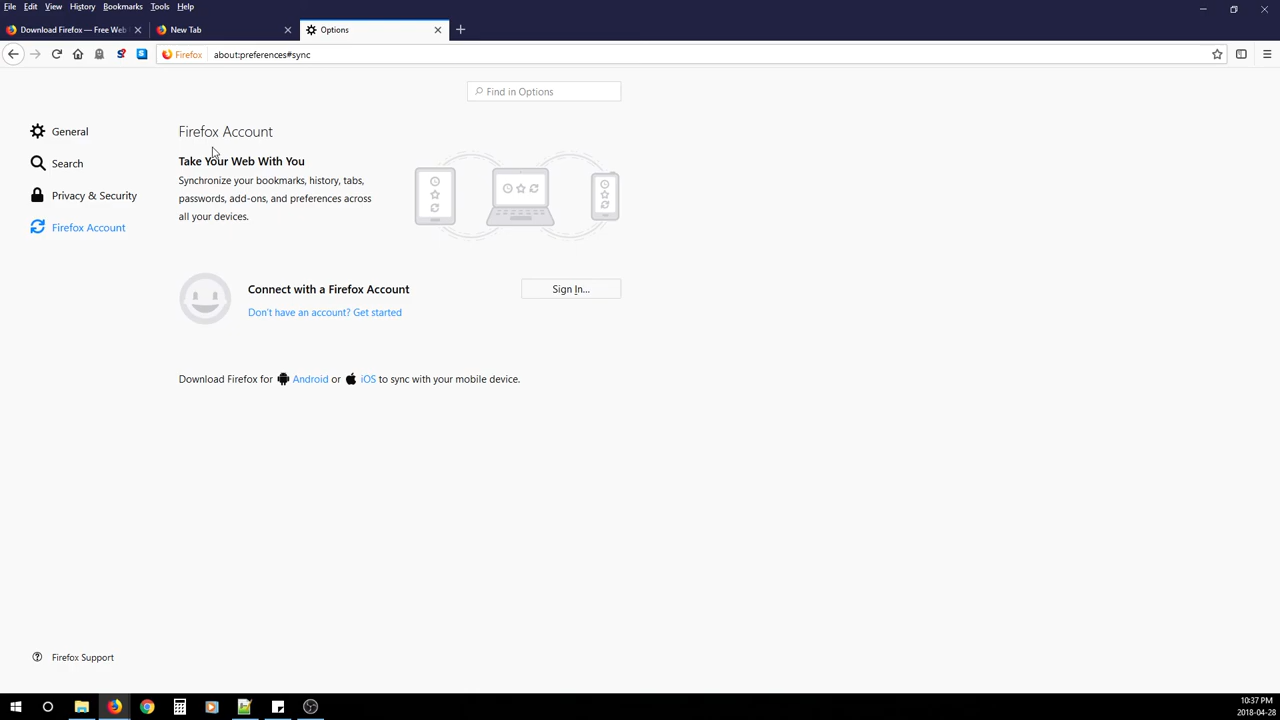 File Edit View History Bookmarks Tools Help
Download Firefox — Free Web
New Tab
Options
Firefox about:preferences#sync
Find in Options
General
Search
Privacy & Security
Firefox Account
Firefox Account
Take Your Web With You
Synchronize your bookmarks, history, tabs,
passwords, add-ons, and preferences across
all your devices.
Connect with a Firefox Account
Sign In...
Don't have an account? Get started
Download Firefox for Android or iOS to sync with your mobile device.
Firefox Support
10:37 PM
2018-04-28